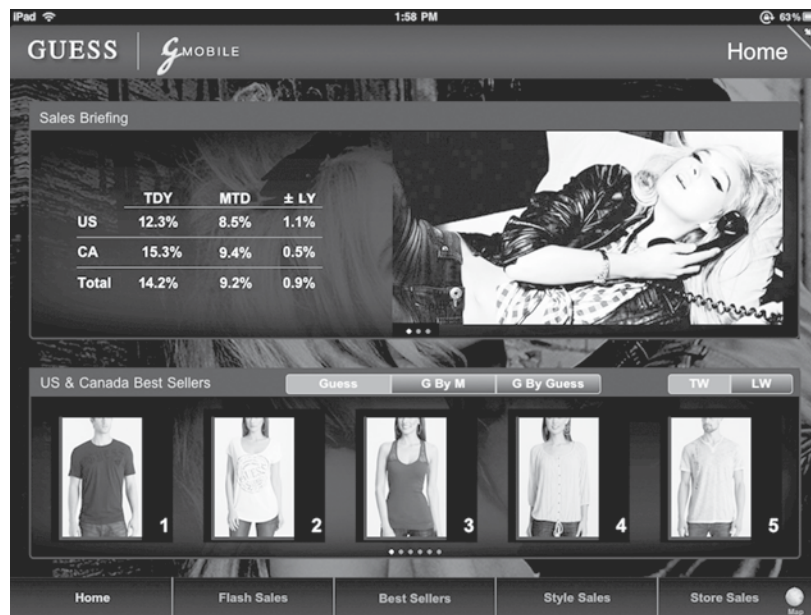 iPad 1:58 PM 63%
GUESS g MOBILE Home
Sales Briefing
TDY MTD ± LY
US 12.3% 8.5% 1.1%
CA 15.3% 9.4% 0.5%
Total 14.2% 9.2% 0.9%
US & Canada Best Sellers Guess G By M G By Guess TW LW
1 2 3 4 5
Home Flash Sales Best Sellers Style Sales Store Sales Map